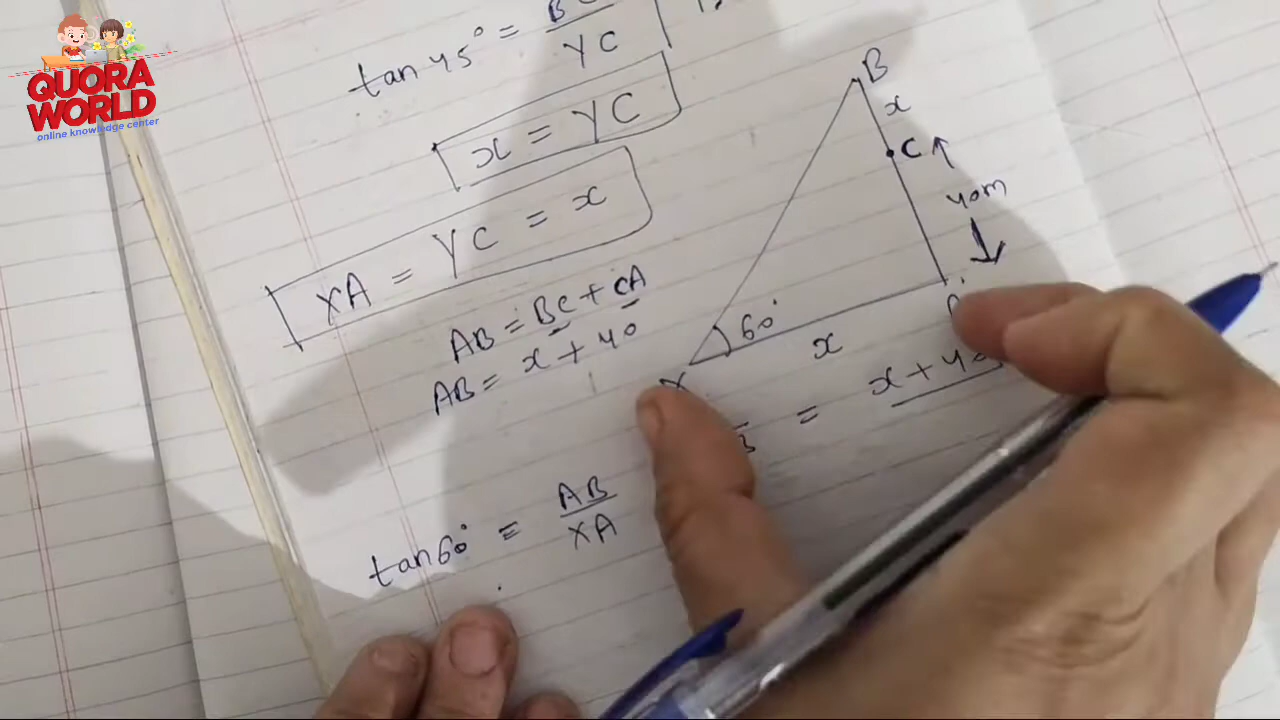 QUORA
WORLD
online knowledge center
tan 45° = BC/YC
x = YC
XA = YC = x
AB = BC + CA
AB = x + 40
tan 60° = AB/XA
B
x
C
40m
60°
x
= x + 40